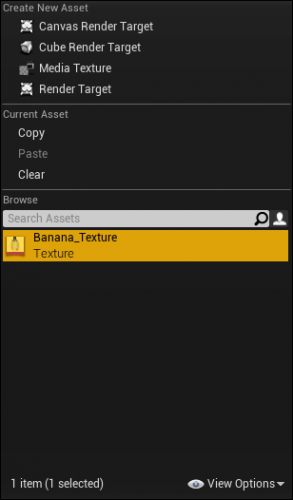 Create New Asset
Canvas Render Target
Cube Render Target
Media Texture
Render Target
Current Asset
Copy
Paste
Clear
Browse
Search Assets
Banana_Texture
Texture
1 item (1 selected)
View Options